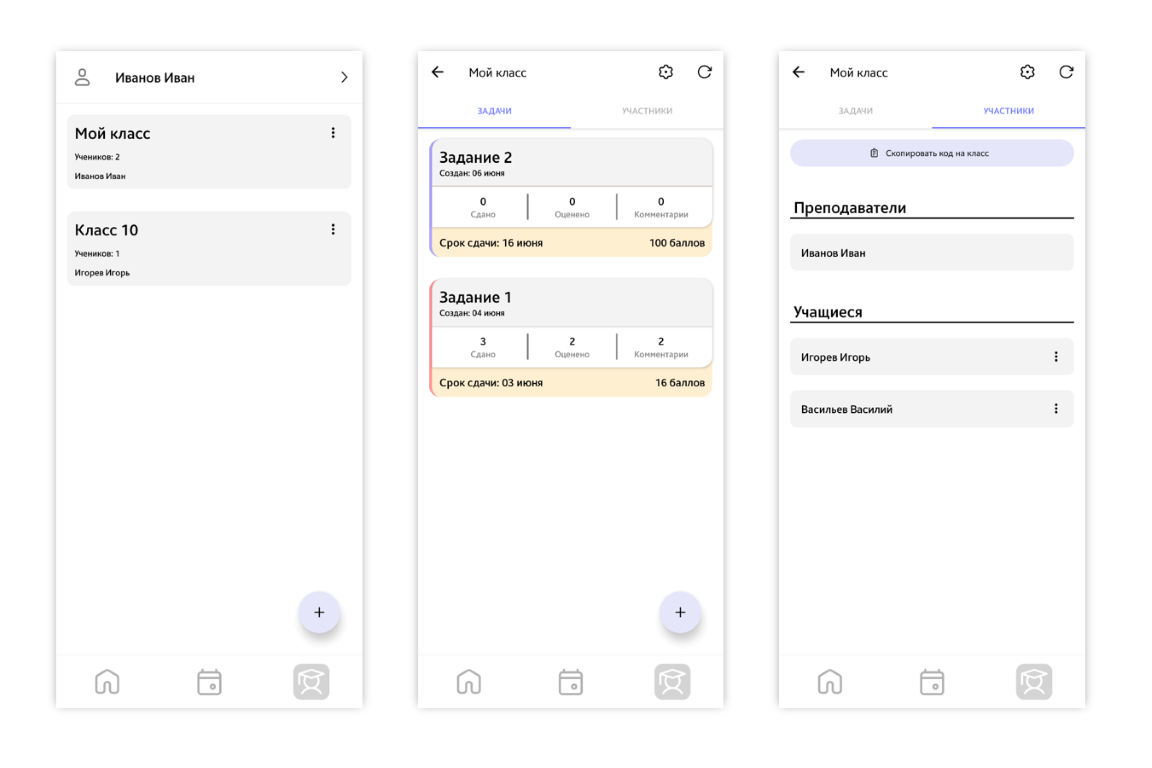 Иванов Иван
Мой класс
Учеников: 2
Иванов Иван
Класс 10
Учеников: 1
Игорев Игорь
+
Мой класс
ЗАДАЧИ УЧАСТНИКИ
Задание 2
Создан: 06 июня
0 0 0
Сдано Оценено Комментарии
Срок сдачи: 16 июня 100 баллов
Задание 1
Создан: 04 июня
3 2 2
Сдано Оценено Комментарии
Срок сдачи: 03 июня 16 баллов
+
Мой класс
ЗАДАЧИ УЧАСТНИКИ
Скопировать код на класс
Преподаватели
Иванов Иван
Учащиеся
Игорев Игорь
Васильев Василий